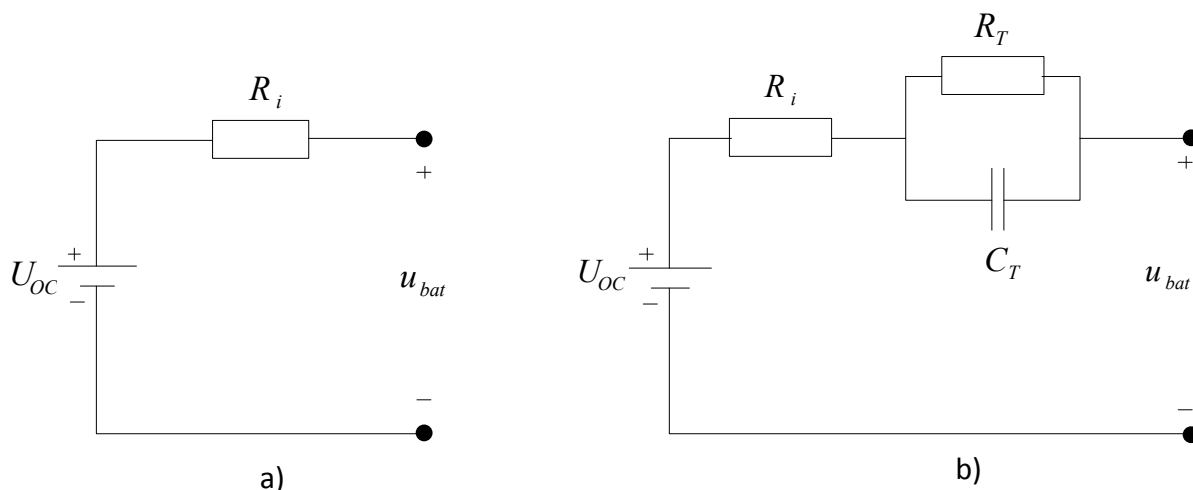 R_i
+
+
U_OC
−
u_bat
−
a)
R_T
R_i
+
C_T
+
U_OC
−
u_bat
−
b)